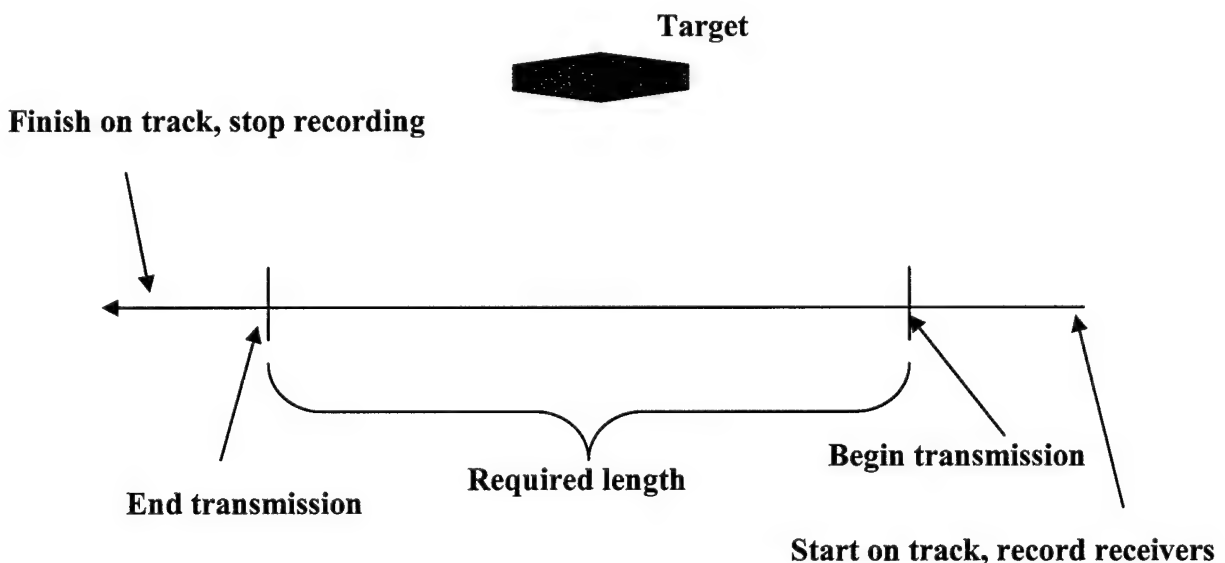 Target
Finish on track, stop recording
Begin transmission
Required length
End transmission
Start on track, record receivers